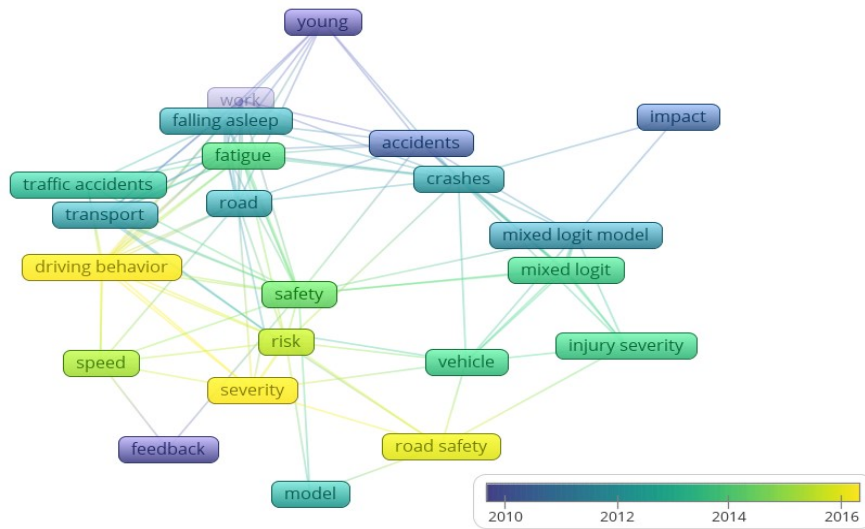 young
work
falling asleep
impact
accidents
fatigue
crashes
traffic accidents
transport
road
mixed logit model
driving behavior
mixed logit
safety
risk
injury severity
speed
vehicle
severity
road safety
feedback
model
2010 2012 2014 2016